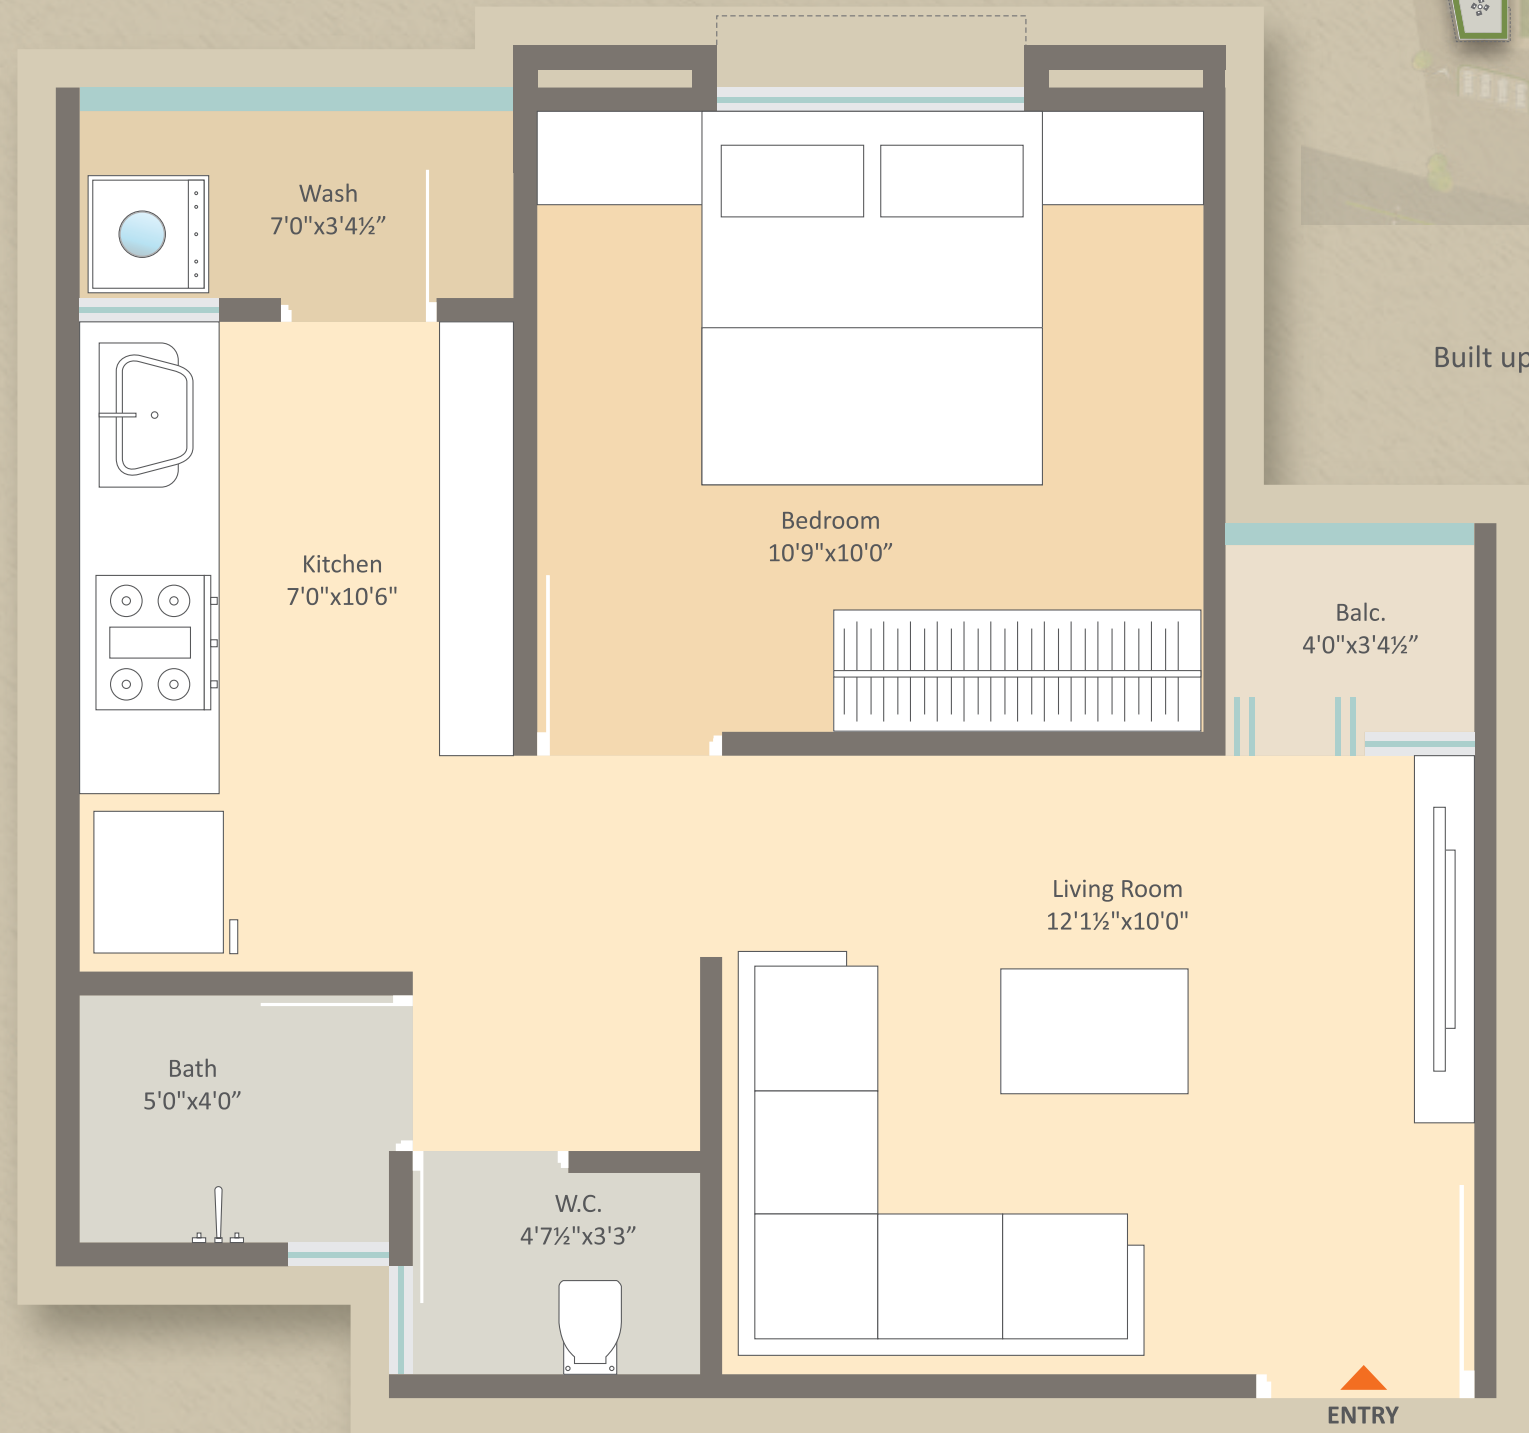 Wash
7'0"x3'4½”
Built up
Bedroom
10'9"x10'0”
Kitchen
7'0"x10'6"
Balc.
4'0"x3'4½”
Living Room
12'1½"x10'0"
Bath
5'0"x4'0”
W.C.
4'7½"x3'3”
ENTRY